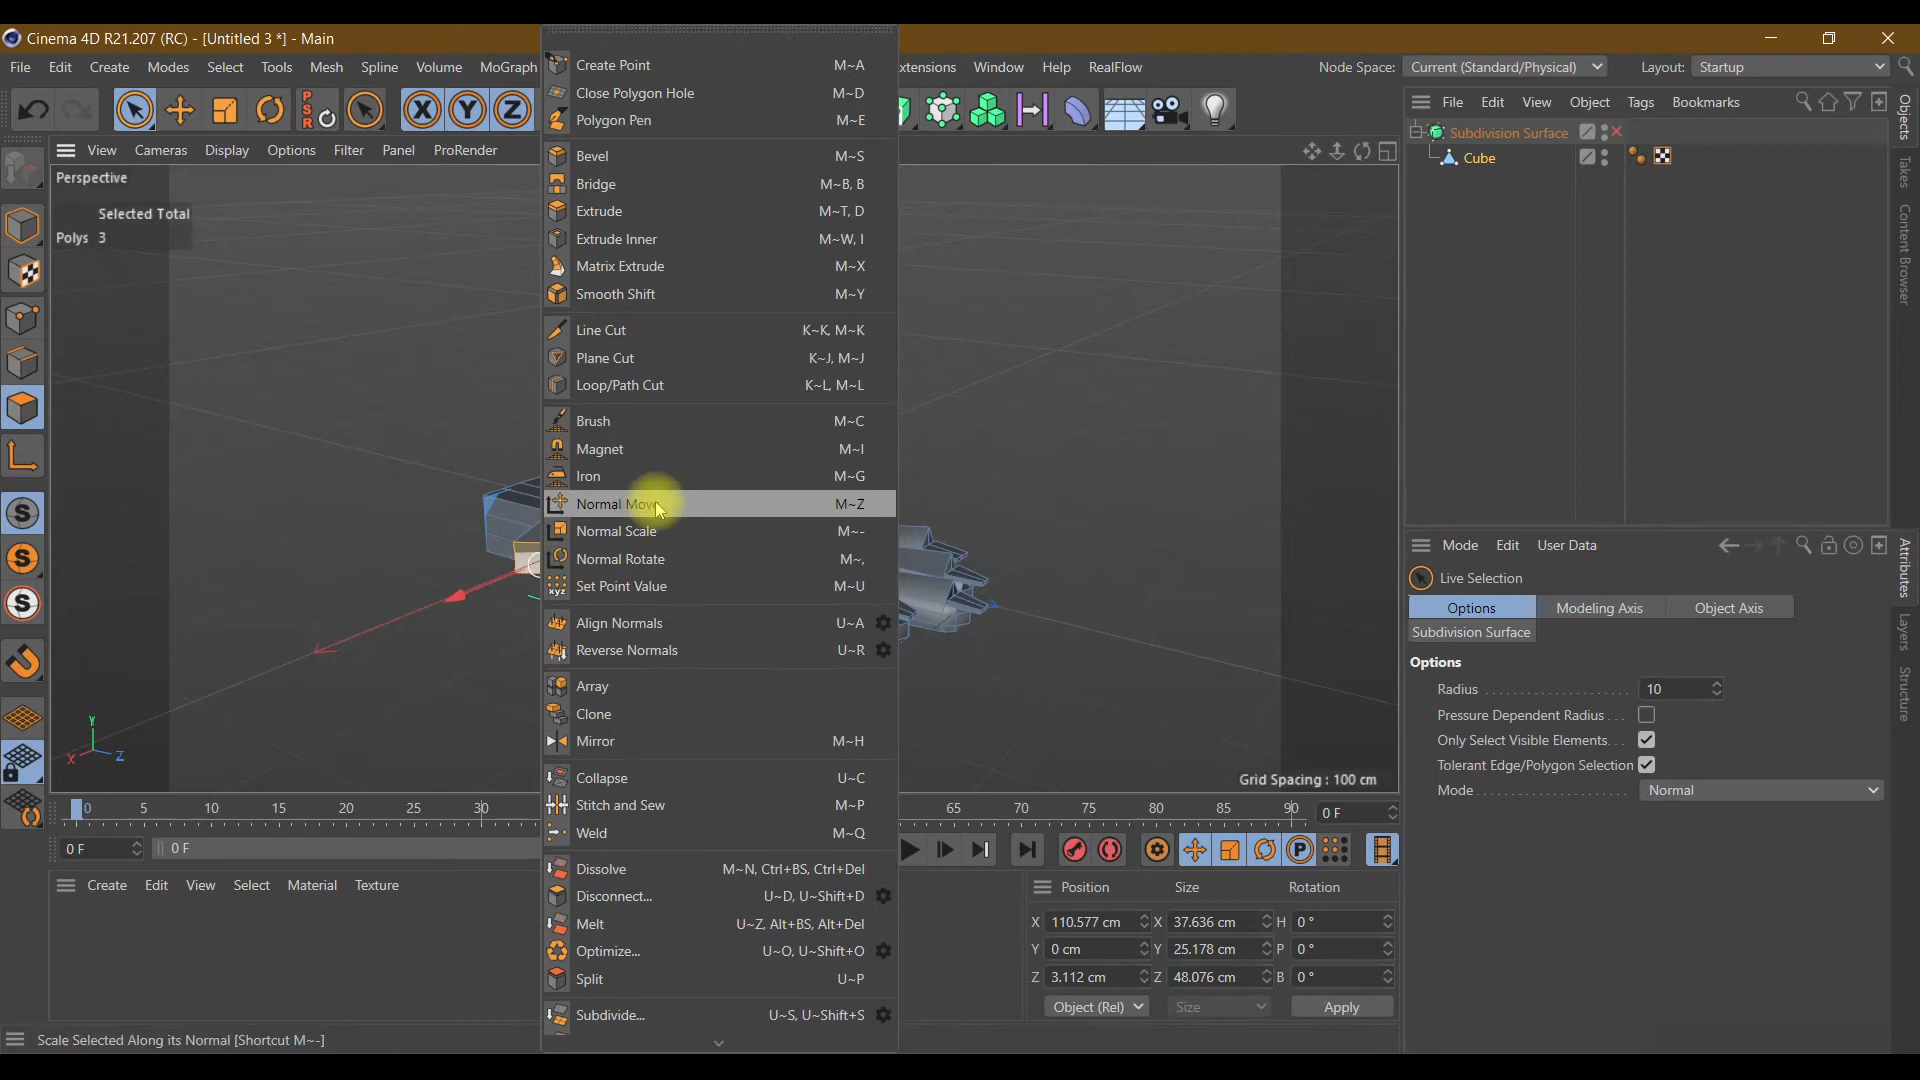 Cinema 4D R21.207 (RC) - [Untitled 3 *] - Main
File Edit Create Modes Select Tools Mesh Spline Volume MoGraph
xtensions Window Help RealFlow Node Space: Current (Standard/Physical) Layout: Startup
View Cameras Display Options Filter Panel ProRender
Perspective
Selected Total
Polys 3
Create Point M~A
Close Polygon Hole M~D
Polygon Pen M~E
Bevel M~S
Bridge M~B, B
Extrude M~T, D
Extrude Inner M~W, I
Matrix Extrude M~X
Smooth Shift M~Y
Line Cut K~K, M~K
Plane Cut K~J, M~J
Loop/Path Cut K~L, M~L
Brush M~C
Magnet M~I
Iron M~G
Normal Move M~Z
Normal Scale M~-
Normal Rotate M~,
Set Point Value M~U
Align Normals U~A
Reverse Normals U~R
Array
Clone
Mirror M~H
Collapse U~C
Stitch and Sew M~P
Weld M~Q
Dissolve M~N, Ctrl+BS, Ctrl+Del
Disconnect... U~D, U~Shift+D
Melt U~Z, Alt+BS, Alt+Del
Optimize... U~O, U~Shift+O
Split U~P
Subdivide... U~S, U~Shift+S
Grid Spacing : 100 cm
X Y Z
0 5 10 15 20 25 30 65 70 75 80 85 90 0 F
0 F 0 F
Create Edit View Select Material Texture
Position Size Rotation
X 110.577 cm X 37.636 cm H 0 °
Y 0 cm Y 25.178 cm P 0 °
Z 3.112 cm Z 48.076 cm B 0 °
Object (Rel) Size Apply
Scale Selected Along its Normal [Shortcut M~-]
File Edit View Object Tags Bookmarks
Subdivision Surface
Cube
Objects
Takes
Content Browser
Mode Edit User Data
Live Selection
Options Modeling Axis Object Axis
Subdivision Surface
Options
Radius 10
Pressure Dependent Radius
Only Select Visible Elements
Tolerant Edge/Polygon Selection
Mode Normal
Attributes
Layers
Structure